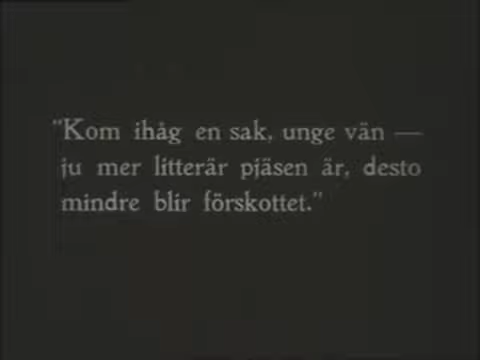 "Kom ihåg en sak, unge vän —
ju mer litterär pjäsen är, desto
mindre blir förskottet."